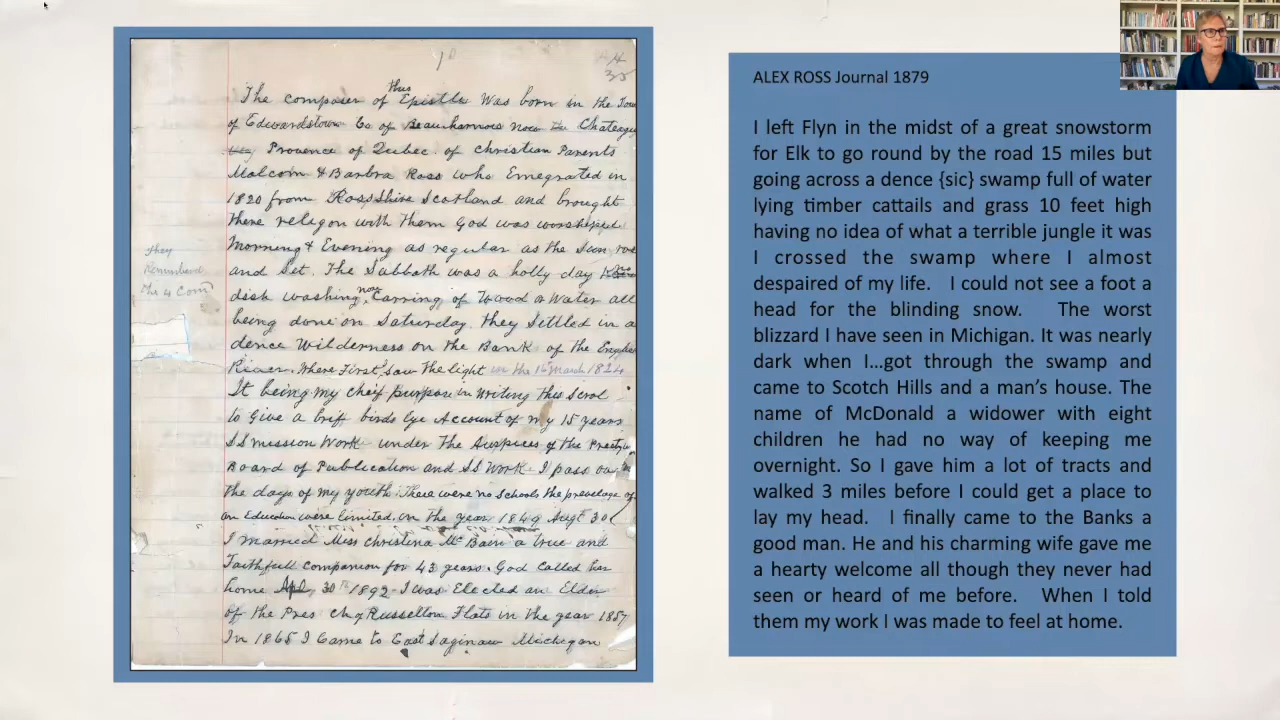 10
35
The composer of this Epistle Was born in the Tow
of Edwardstown Co of Beauharnois now the Chateagu
Provence of Qubec of Christian Parents
Malcom & Barbra Ross who Emegrated in
1820 from RossShire Scotland and brought
there relegon with them God was worshiped
Morning & Evening as regular as the Sun
and Set. The Sabbath was a holly day
dish washing, nor Carring of Wood or Water all
being done on Saturday. they Settled in a
dence Wilderness on the Bank of the English
River. Where First saw the light in the 16 March 1824
It being my cheif purpose in Writing this Scrol
to Give a brif birds Eye Account of my 15 years
SS mission Work under the Auspices of the
Board of Publication and SS Work. I pass
the days of my youth. There were no schools the prevelage of
an Education were limited. in the year 1849 Augt 30
I married Miss Christina McBain a true and
Faithfull companion for 43 years. God called her
home Apl. 30th 1892. I was Elected an Elder
of the Pres Chg Russeltom Flats in the year 1857
In 1865 I Came to East Saginaw Michegan
they
Remembered
the 4 Com
ALEX ROSS Journal 1879
I left Flyn in the midst of a great snowstorm
for Elk to go round by the road 15 miles but
going across a dence {sic} swamp full of water
lying timber cattails and grass 10 feet high
having no idea of what a terrible jungle it was
I crossed the swamp where I almost
despaired of my life. I could not see a foot a
head for the blinding snow. The worst
blizzard I have seen in Michigan. It was nearly
dark when I…got through the swamp and
came to Scotch Hills and a man's house. The
name of McDonald a widower with eight
children he had no way of keeping me
overnight. So I gave him a lot of tracts and
walked 3 miles before I could get a place to
lay my head. I finally came to the Banks a
good man. He and his charming wife gave me
a hearty welcome all though they never had
seen or heard of me before. When I told
them my work I was made to feel at home.